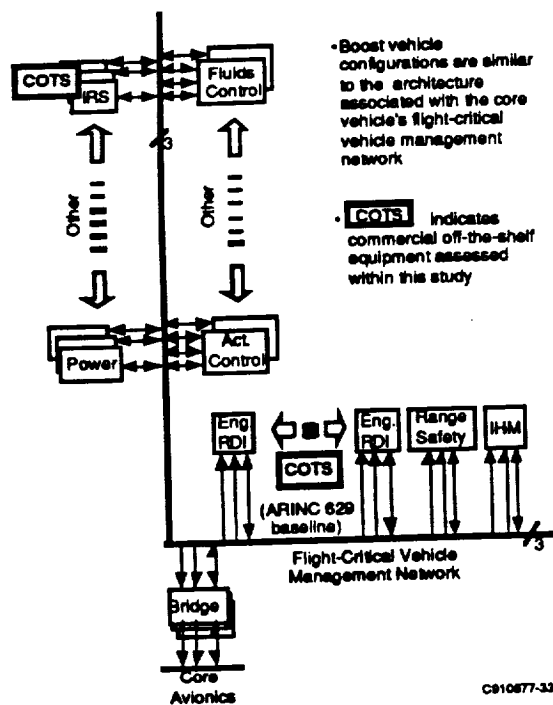 COTS
IRS
Fluids
Control
• Boost vehicle
configurations are similar
to the architecture
associated with the core
vehicle's flight-critical
vehicle management
network
3
Other
Other
• COTS indicates
commercial off-the-shelf
equipment assessed
within this study
Power
Act.
Control
Eng.
RDI
COTS
(ARINC 629
baseline)
Eng.
RDI
Range
Safety
IHM
3
Flight-Critical Vehicle
Management Network
Bridge
Core
Avionics
C910877-33